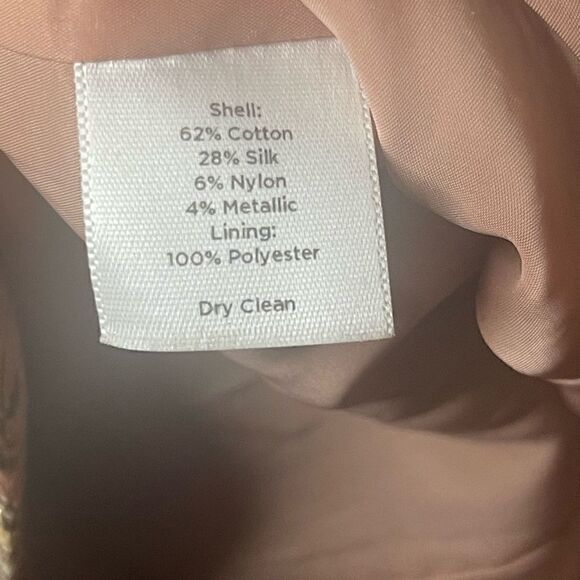 Shell:
62% Cotton
28% Silk
6% Nylon
4% Metallic
Lining:
100% Polyester
Dry Clean